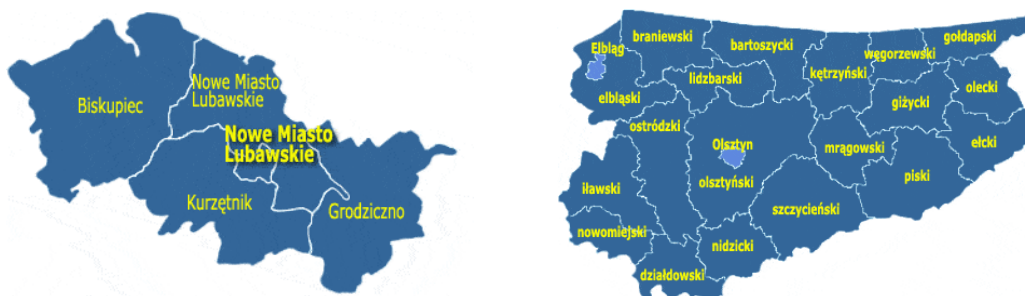 Biskupiec
Nowe Miasto
Lubawskie
Nowe Miasto
Lubawskie
Kurzętnik
Grodziczno
Elbląg
braniewski
bartoszycki
gołdapski
węgorzewski
lidzbarski
kętrzyński
elbląski
giżycki
olecki
ostródzki
Olsztyn
mrągowski
ełcki
olsztyński
piski
iławski
szczycieński
nowomiejski
nidzicki
działdowski